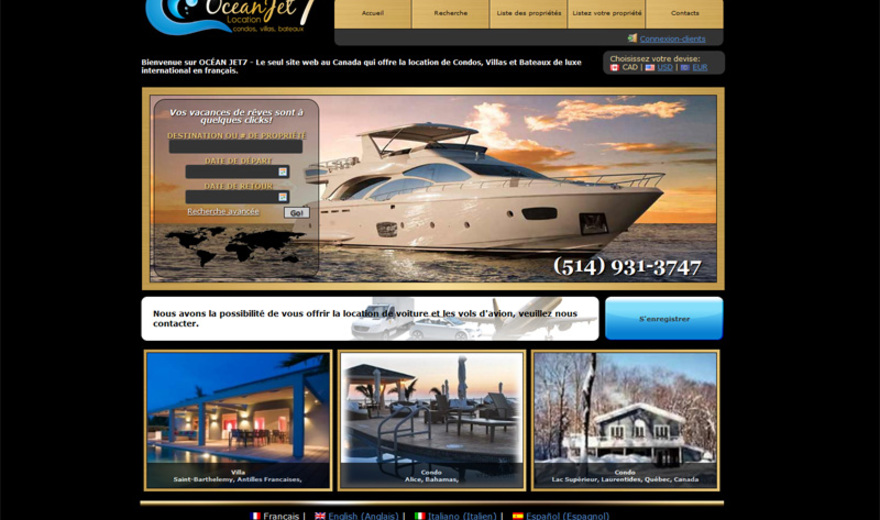 OceanJet 7
Location
condos, villas, bateaux
Accueil
Recherche
Liste des propriétés
Listez votre propriété
Contacts
Connexion-clients
Bienvenue sur OCÉAN JET7 - Le seul site web au Canada qui offre la location de Condos, Villas et Bateaux de luxe
international en français.
Choisissez votre devise:
CAD | USD | EUR
Vos vacances de rêves sont à
quelques clicks!
DESTINATION OU # DE PROPRIÉTÉ
DATE DE DÉPART
DATE DE RETOUR
Recherche avancée
Go!
(514) 931-3747
Nous avons la possibilité de vous offrir la location de voiture et les vols d'avion, veuillez nous
contacter.
S'enregistrer
Villa
Saint-Barthelemy, Antilles Francaises,
Condo
Alice, Bahamas,
Condo
Lac Supérieur, Laurentides, Québec, Canada
Français | English (Anglais) | Italiano (Italien) | Español (Espagnol)